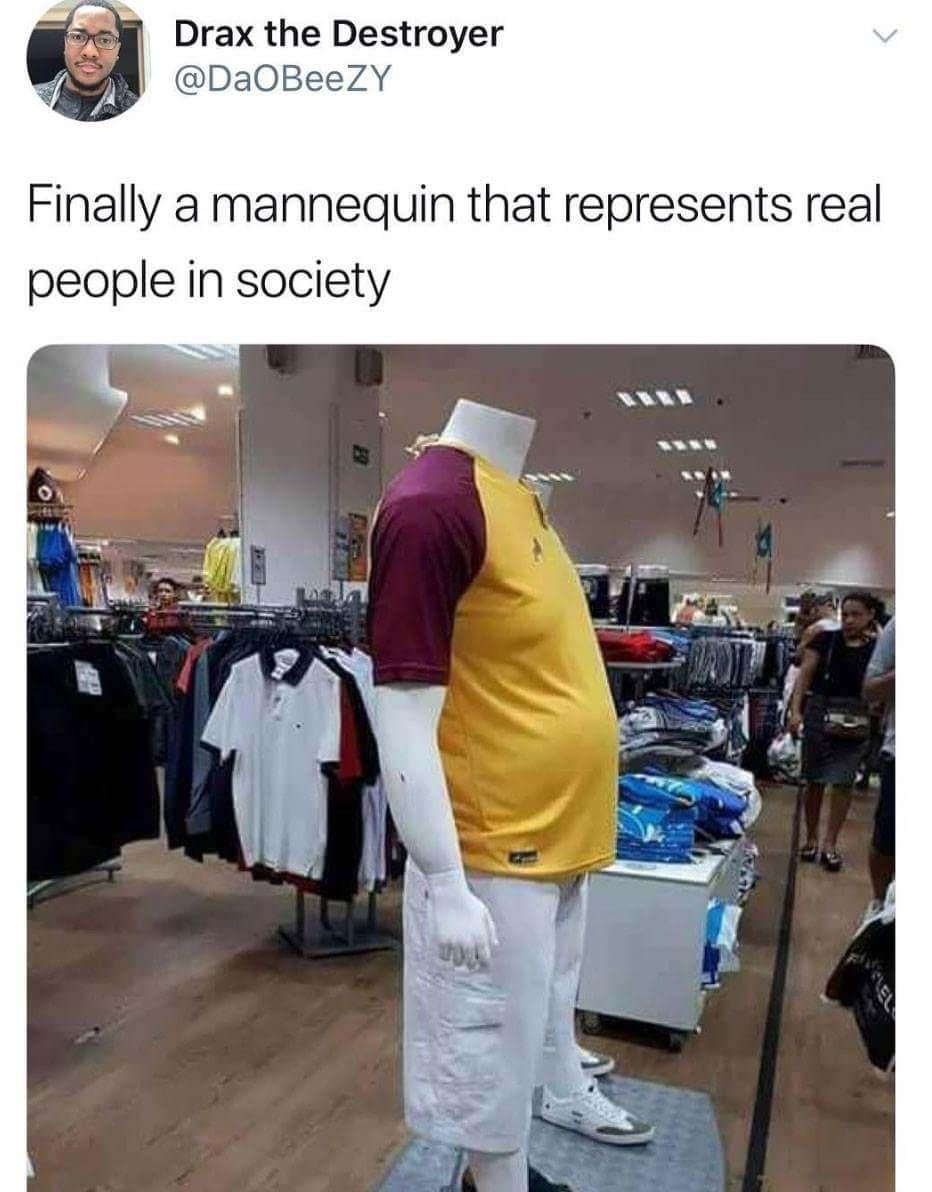 Drax the Destroyer
@DaOBeeZY
Finally a mannequin that represents real
people in society